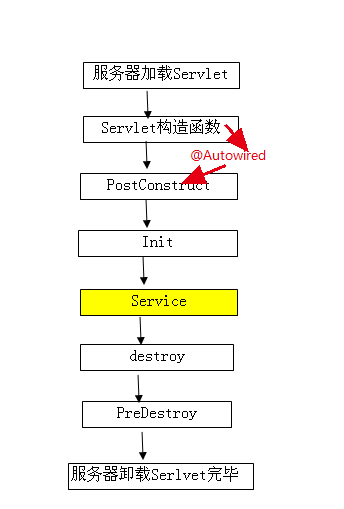 服务器加载Servlet
Servlet构造函数
@Autowired
PostConstruct
Init
Service
destroy
PreDestroy
服务器卸载Serlvet完毕